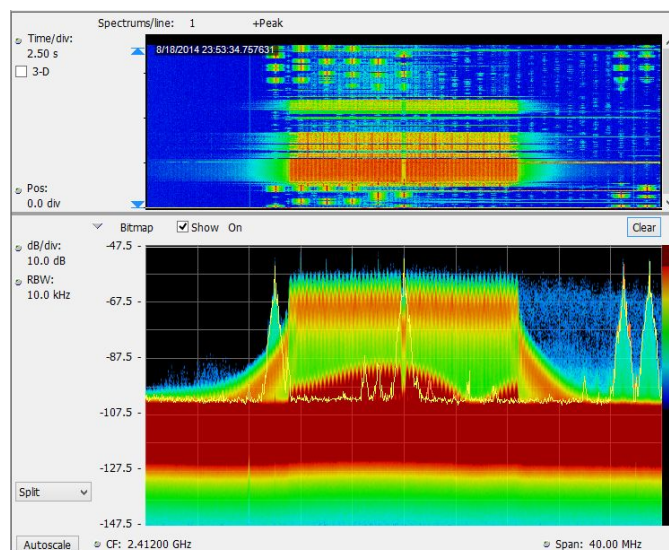 Spectrums/line: 1 +Peak
Time/div:
2.50 s
3-D
8/18/2014 23:53:34.757631
Pos:
0.0 div
Bitmap Show On Clear
dB/div:
10.0 dB
RBW:
10.0 kHz
-47.5
-67.5
-87.5
-107.5
-127.5
-147.5
Split
Autoscale CF: 2.41200 GHz Span: 40.00 MHz